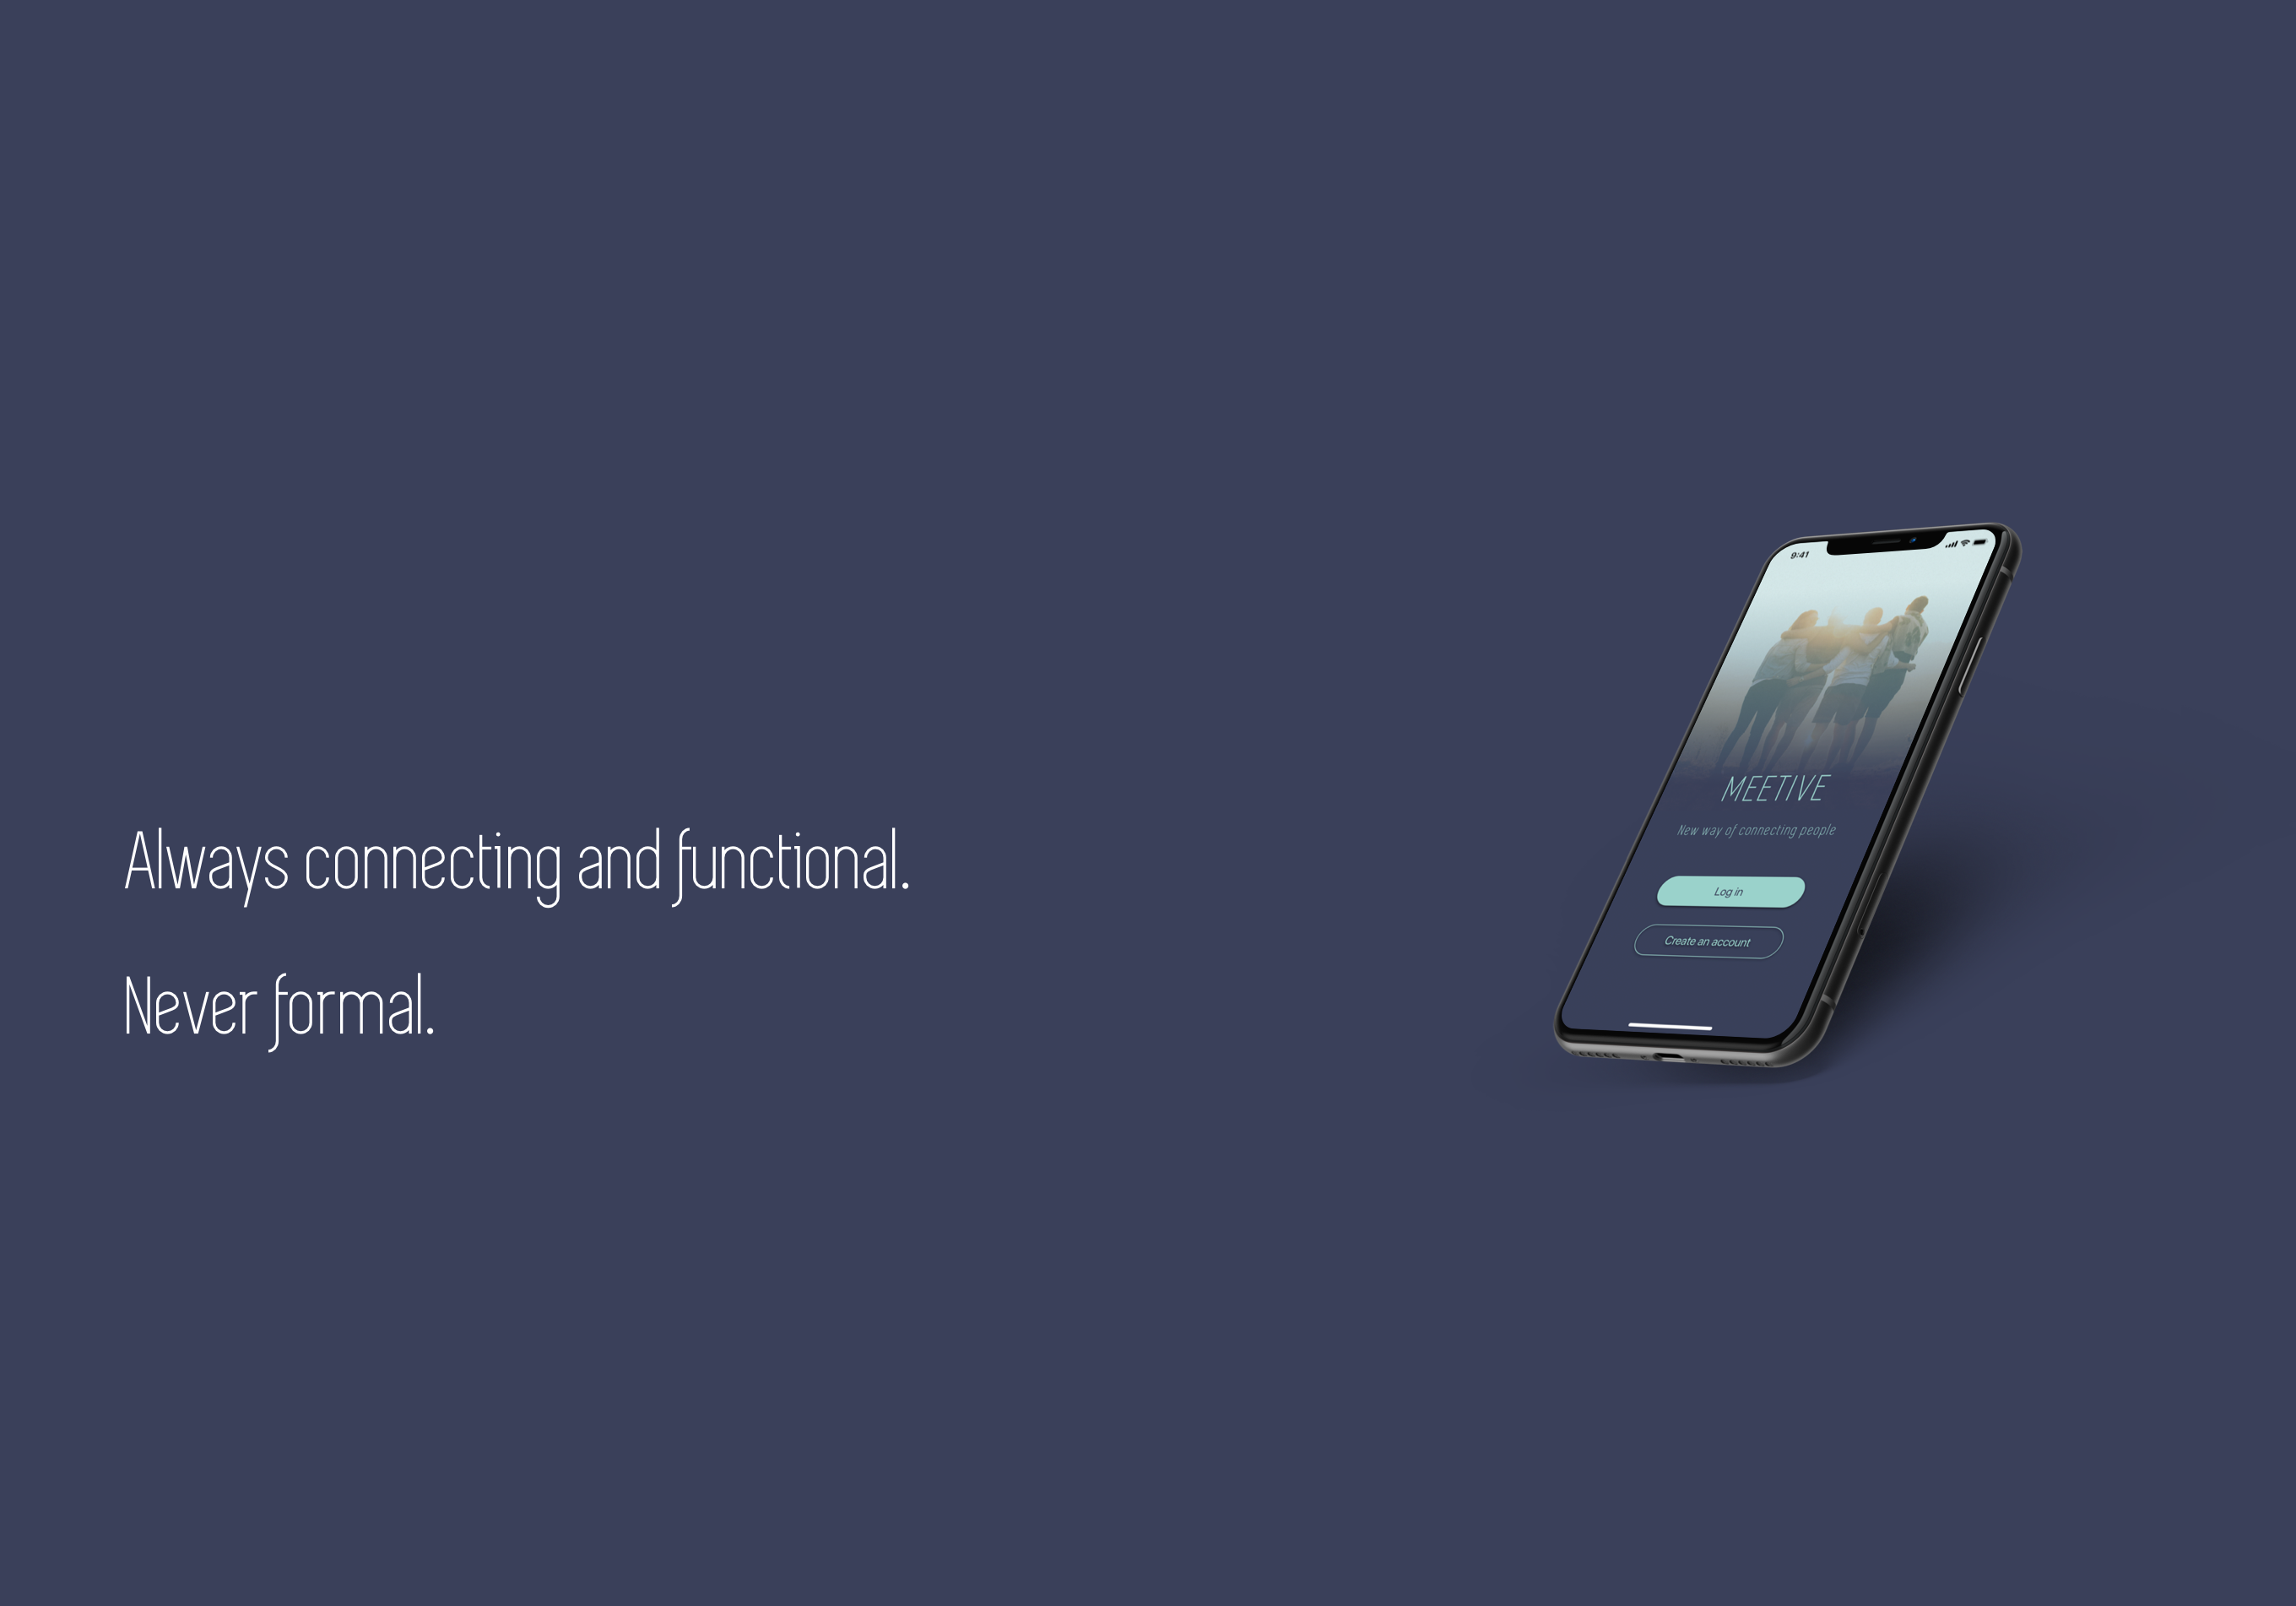 Always connecting and functional.
Never formal.
9:41
MEETIVE
New way of connecting people
Log in
Create an account